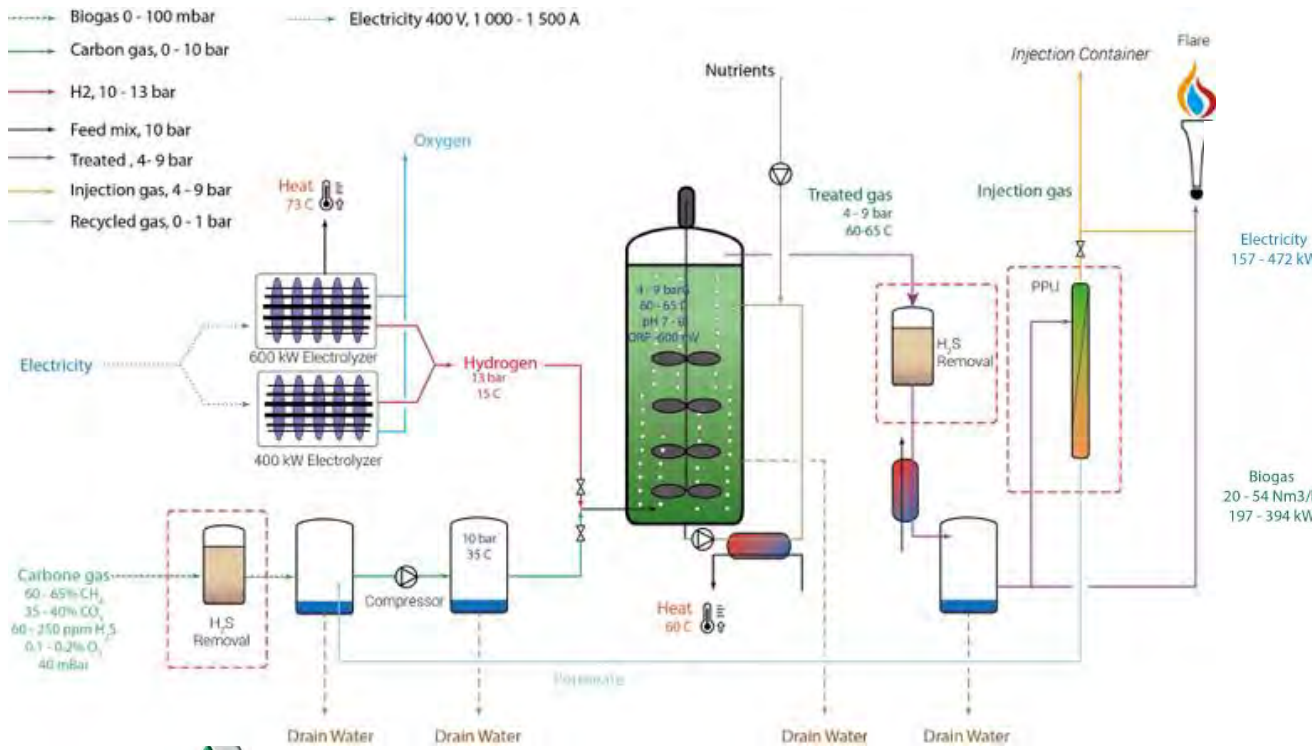 Biogas 0 - 100 mbar
Electricity 400 V, 1 000 - 1 500 A
Carbon gas, 0 - 10 bar
H2, 10 - 13 bar
Feed mix, 10 bar
Treated , 4- 9 bar
Injection gas, 4 - 9 bar
Recycled gas, 0 - 1 bar
Oxygen
Heat
73 C
600 kW Electrolyzer
400 kW Electrolyzer
Electricity
Hydrogen
13 bar
15 C
Nutrients
4 - 9 bar
60 - 65 C
pH 7 - 8
ORP -600 mV
Treated gas
4 - 9 bar
60-65 C
Injection Container
Flare
Injection gas
PPU
H2S
Removal
Electricity
157 - 472 kW
Biogas
20 - 54 Nm3/
197 - 394 kW
Carbone gas
60 - 65% CH4
35 - 40% CO2
60 - 250 ppm H2S
0.1 - 0.2% O2
40 mBar
H2S
Removal
Compressor
10 bar
35 C
Heat
60 C
Permeate
Drain Water
Drain Water
Drain Water
Drain Water